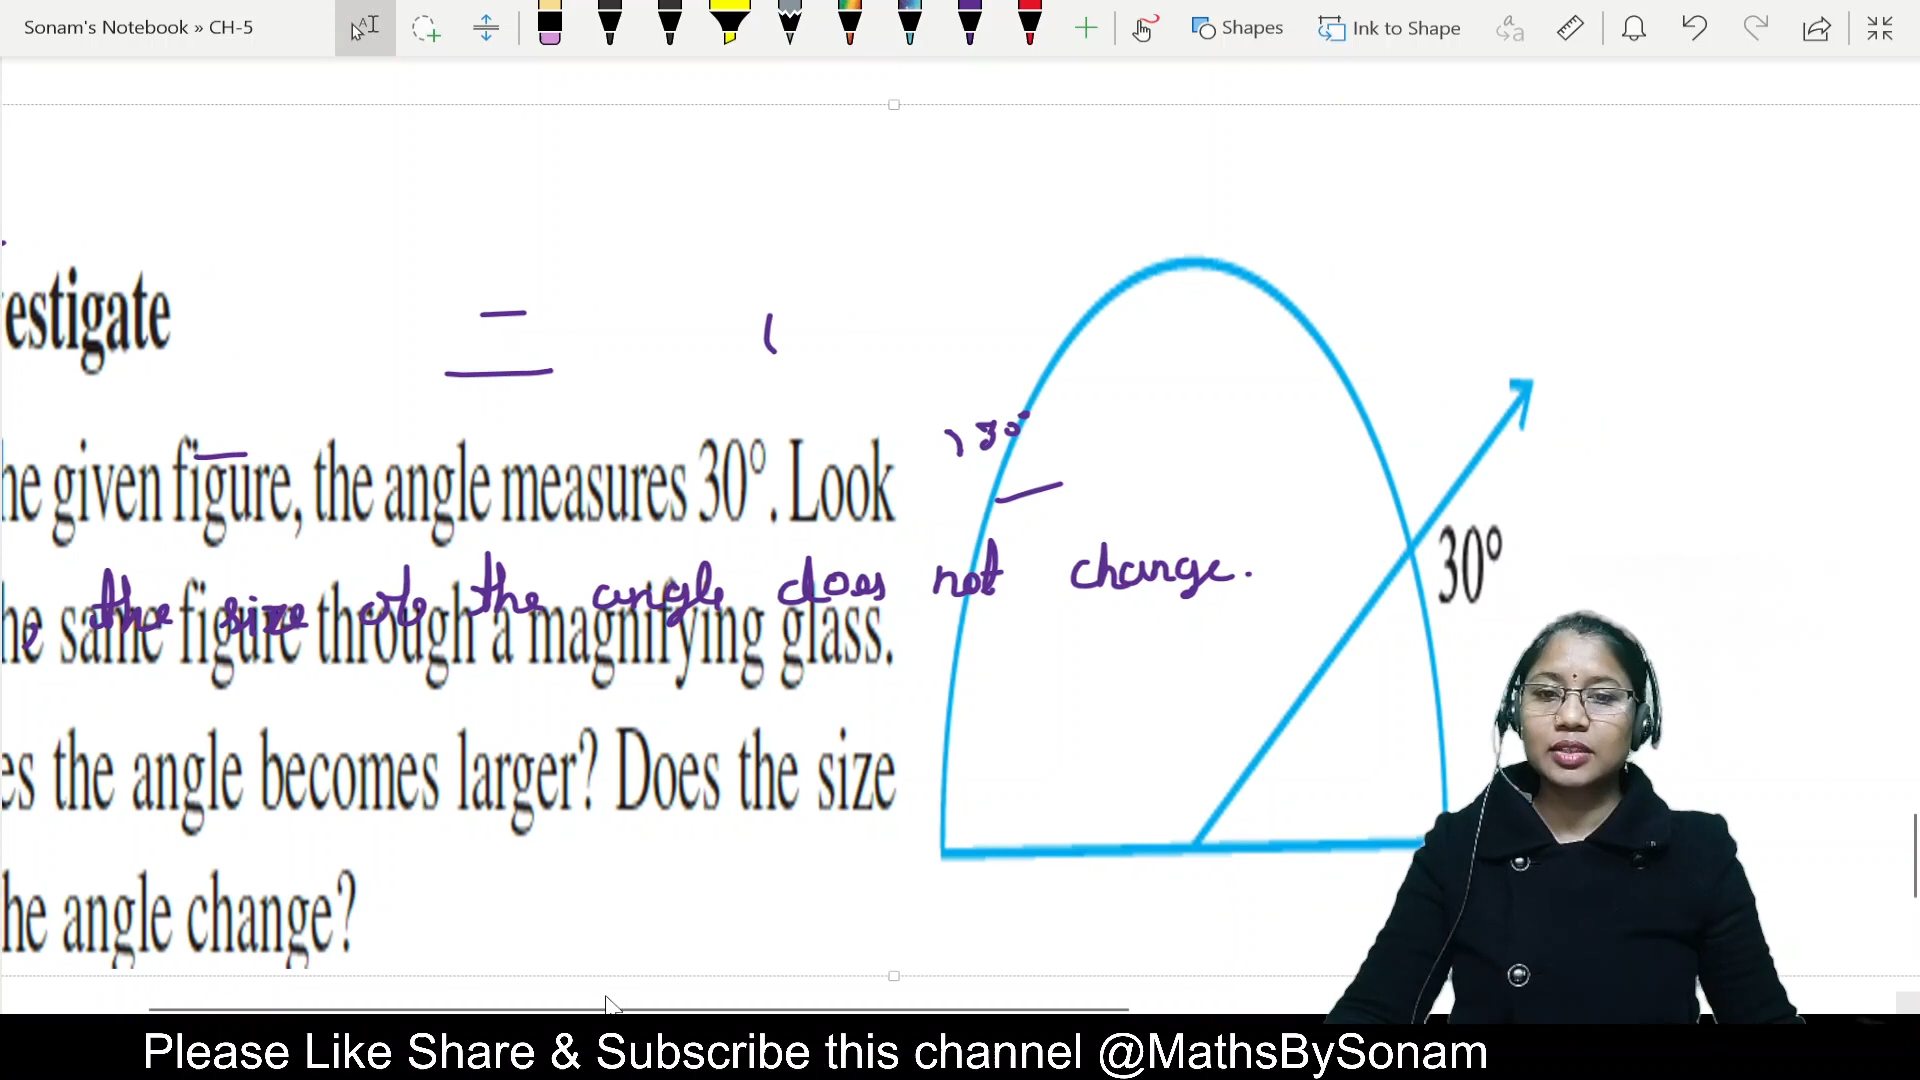 Sonam's Notebook » CH-5
Shapes
Ink to Shape
estigate
30°
he given figure, the angle measures 30°. Look
30°
the size of the angle does not change.
he same figure through a magnifying glass.
es the angle becomes larger? Does the size
he angle change?
Please Like Share & Subscribe this channel @MathsBySonam